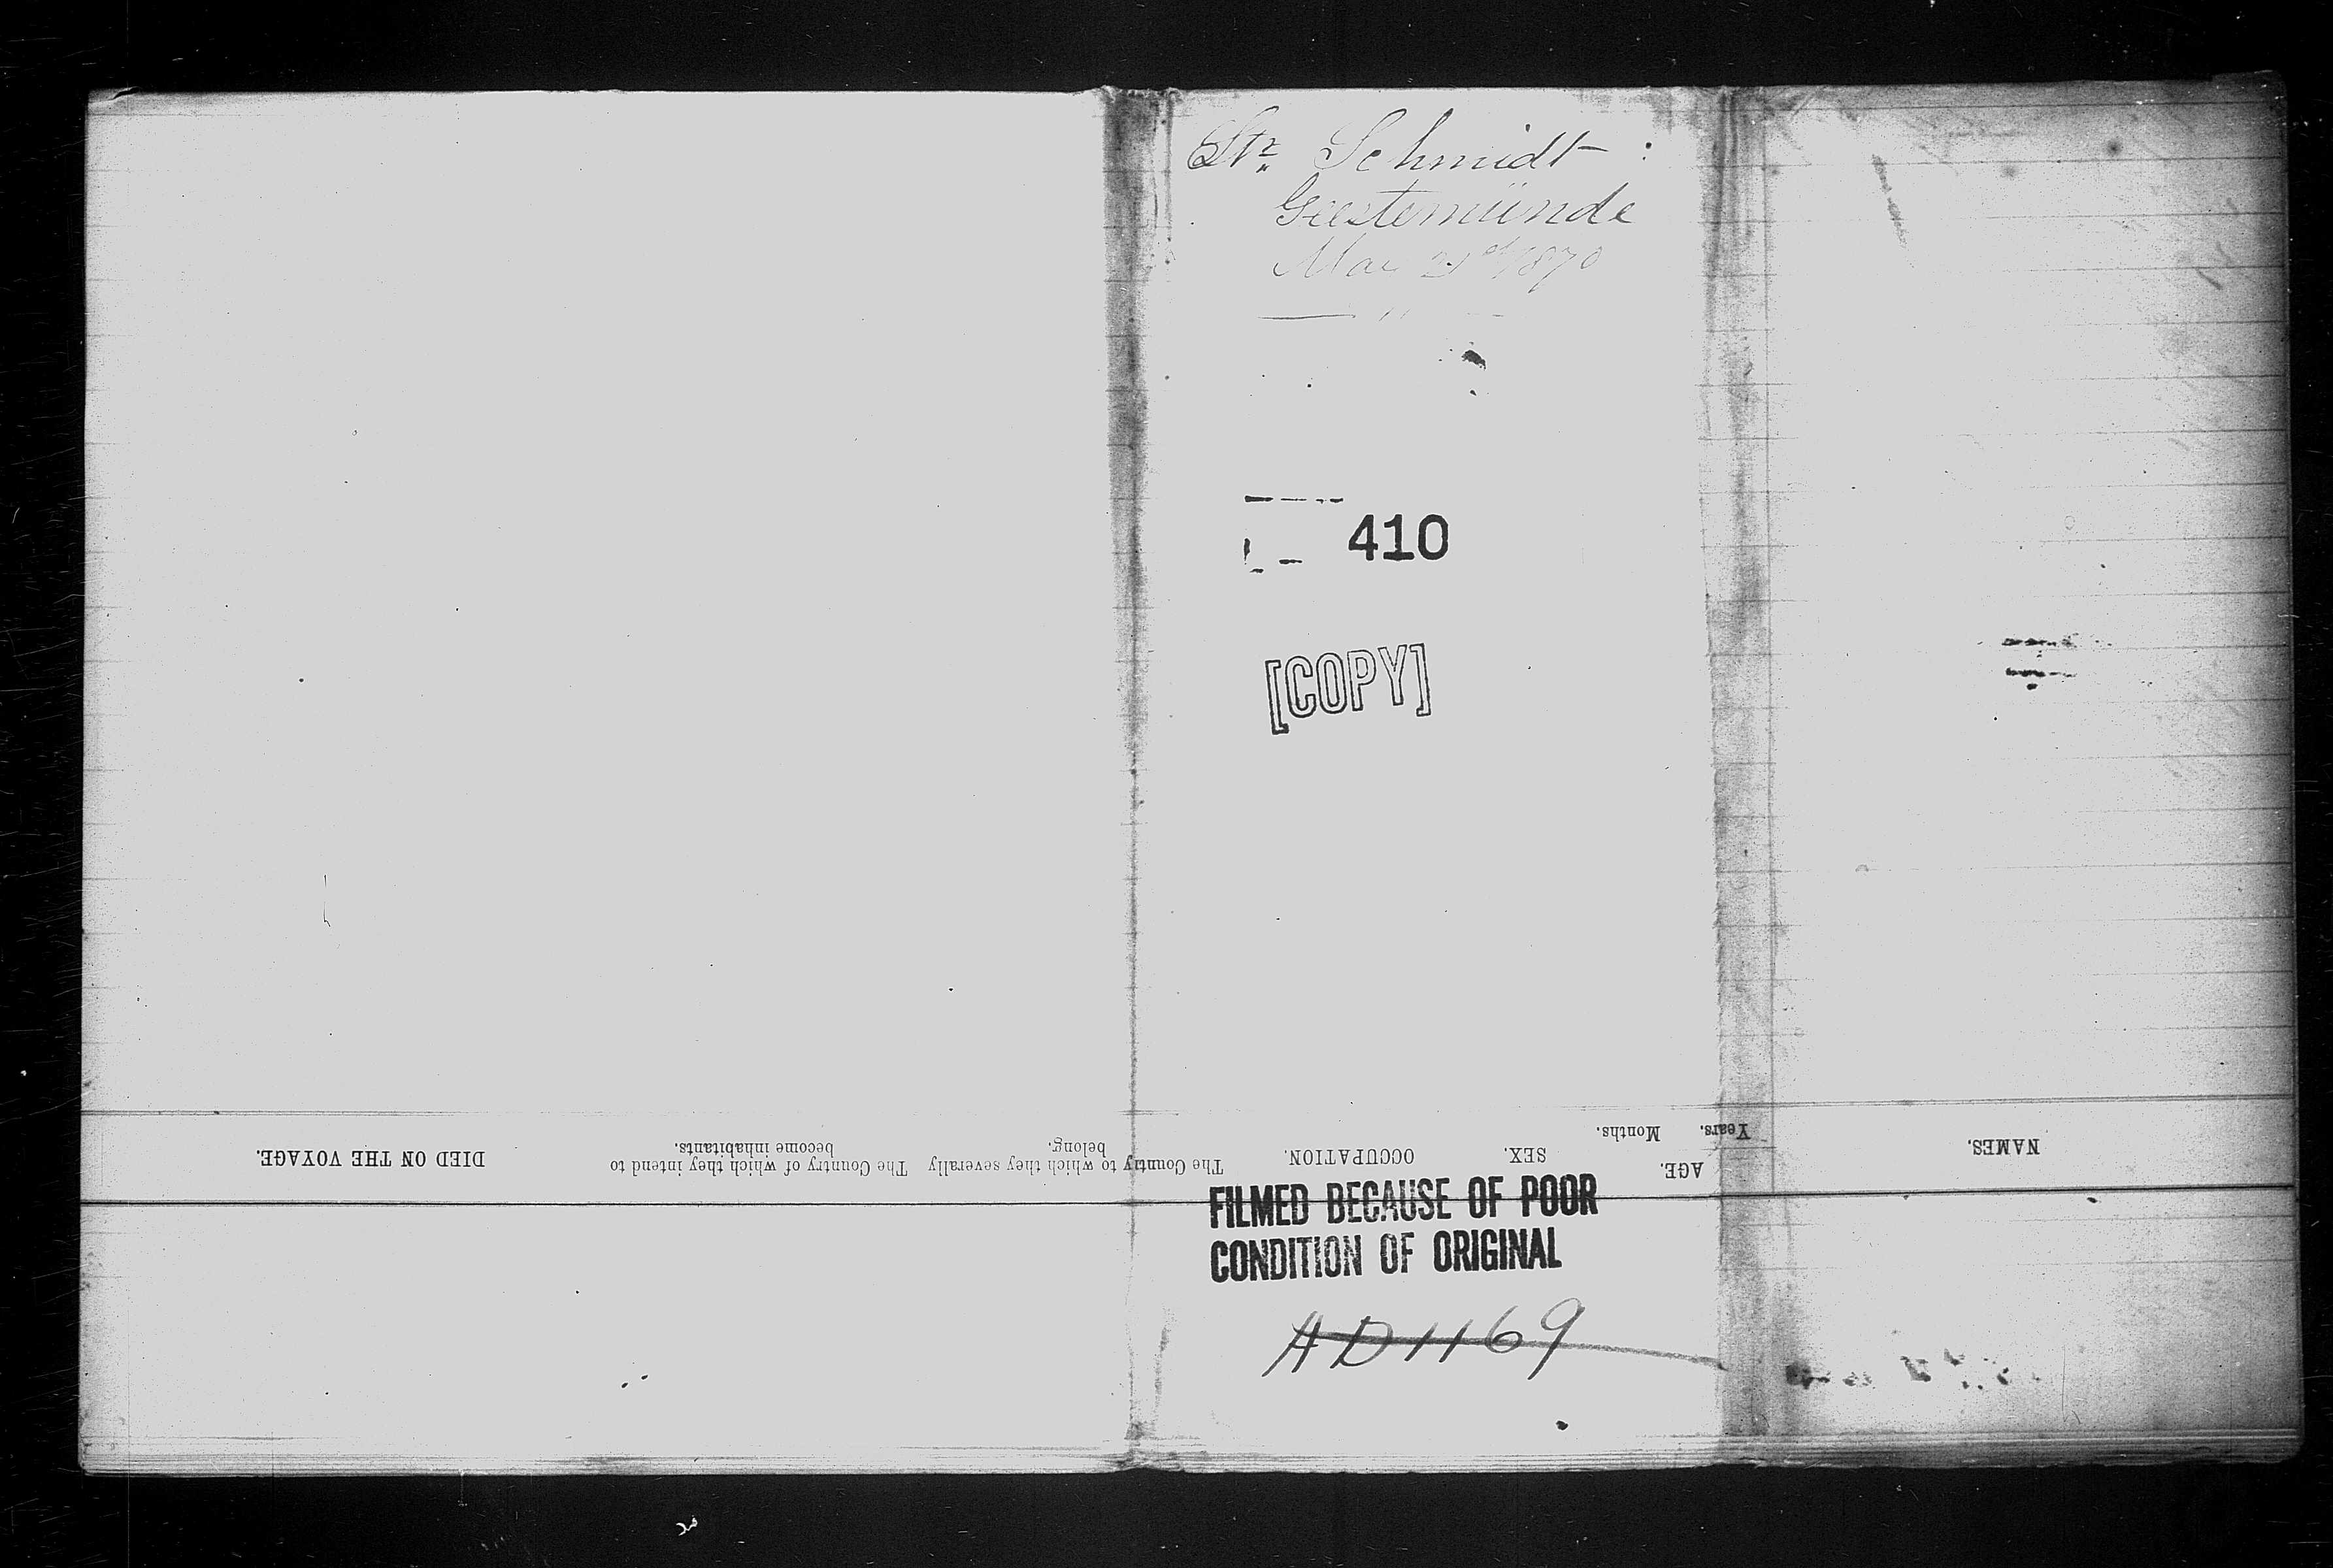 Str. Schmidt :
Geestemünde
21st/1870
410
[COPY]
NAMES.
AGE.
Years. Months.
SEX.
OCCUPATION.
The Country to which they severally
belong.
The Country of which they intend to
become inhabitants.
DIED ON THE VOYAGE.
FILMED BECAUSE OF POOR
CONDITION OF ORIGINAL
AD1169